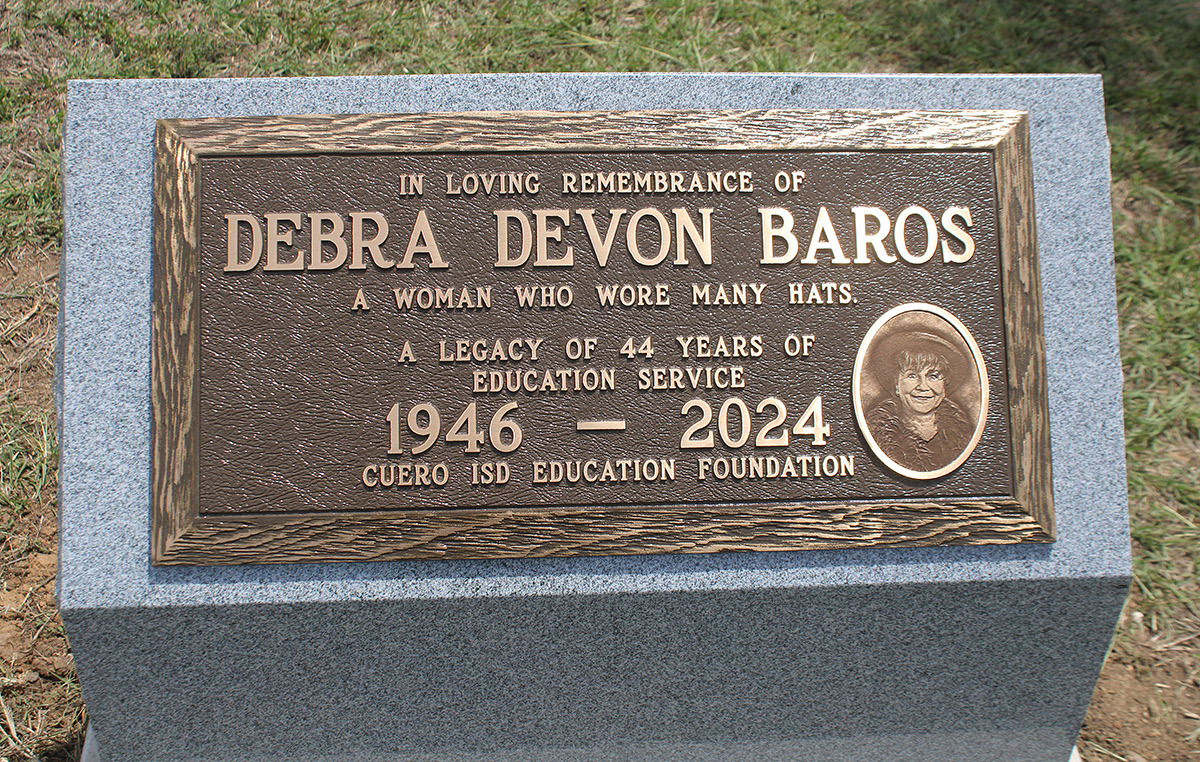 IN LOVING REMEMBRANCE OF
DEBRA DEVON BAROS
A WOMAN WHO WORE MANY HATS.
A LEGACY OF 44 YEARS OF
EDUCATION SERVICE
1946 — 2024
CUERO ISD EDUCATION FOUNDATION